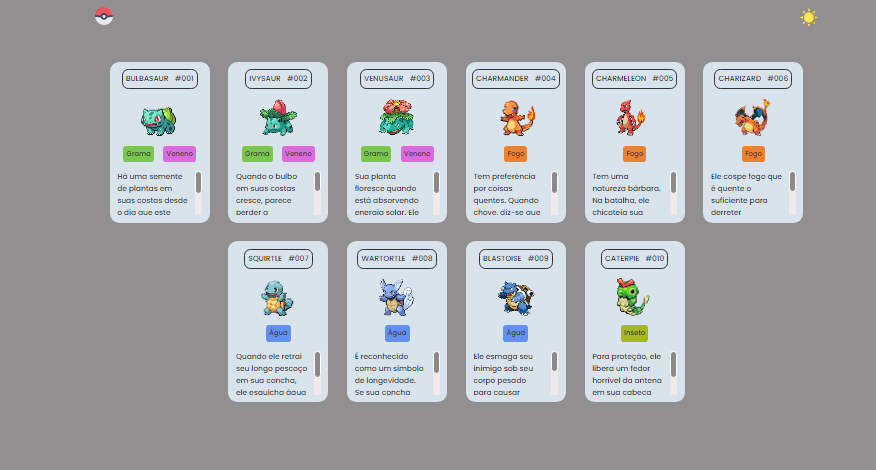 BULBASAUR #001
IVYSAUR #002
VENUSAUR #003
CHARMANDER #004
CHARMELEON #005
CHARIZARD #006
Grama Veneno
Grama Veneno
Grama Veneno
Fogo
Fogo
Fogo
Há uma semente
de plantas em
suas costas desde
o dia que este
Quando o bulbo
em suas costas
cresce, parece
perder a
Sua planta
floresce quando
está absorvendo
energia solar. Ele
Tem preferência
por coisas
quentes. Quando
chove, diz-se que
Tem uma
natureza bárbara.
Na batalha, ele
chicoteia sua
Ele cospe fogo que
é quente o
suficiente para
derreter
SQUIRTLE #007
WARTORTLE #008
BLASTOISE #009
CATERPIE #010
Água
Água
Água
Inseto
Quando ele retrai
seu longo pescoço
em sua concha,
ele esguicha água
É reconhecido
como um símbolo
de longevidade.
Se sua concha
Ele esmaga seu
inimigo sob seu
corpo pesado
para causar
Para proteção, ele
libera um fedor
horrível da antena
em sua cabeça